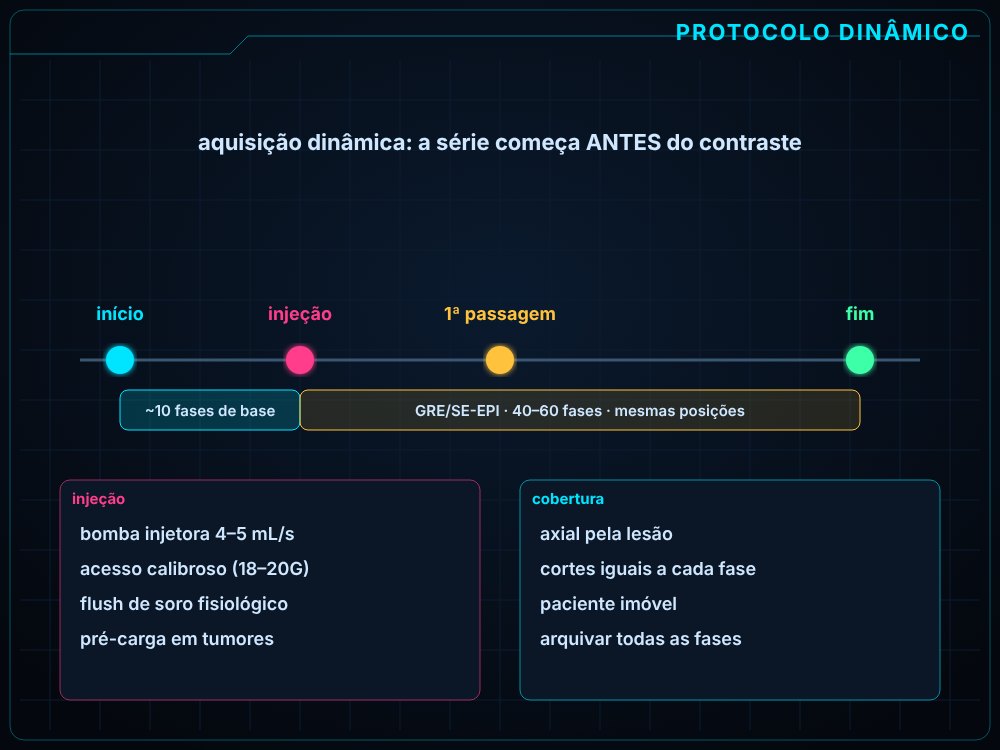 PROTOCOLO DINÂMICO
aquisição dinâmica: a série começa ANTES do contraste
início
injeção
1ª passagem
fim
~10 fases de base
GRE/SE-EPI · 40–60 fases · mesmas posições
injeção
bomba injetora 4–5 mL/s
acesso calibroso (18–20G)
flush de soro fisiológico
pré-carga em tumores
cobertura
axial pela lesão
cortes iguais a cada fase
paciente imóvel
arquivar todas as fases